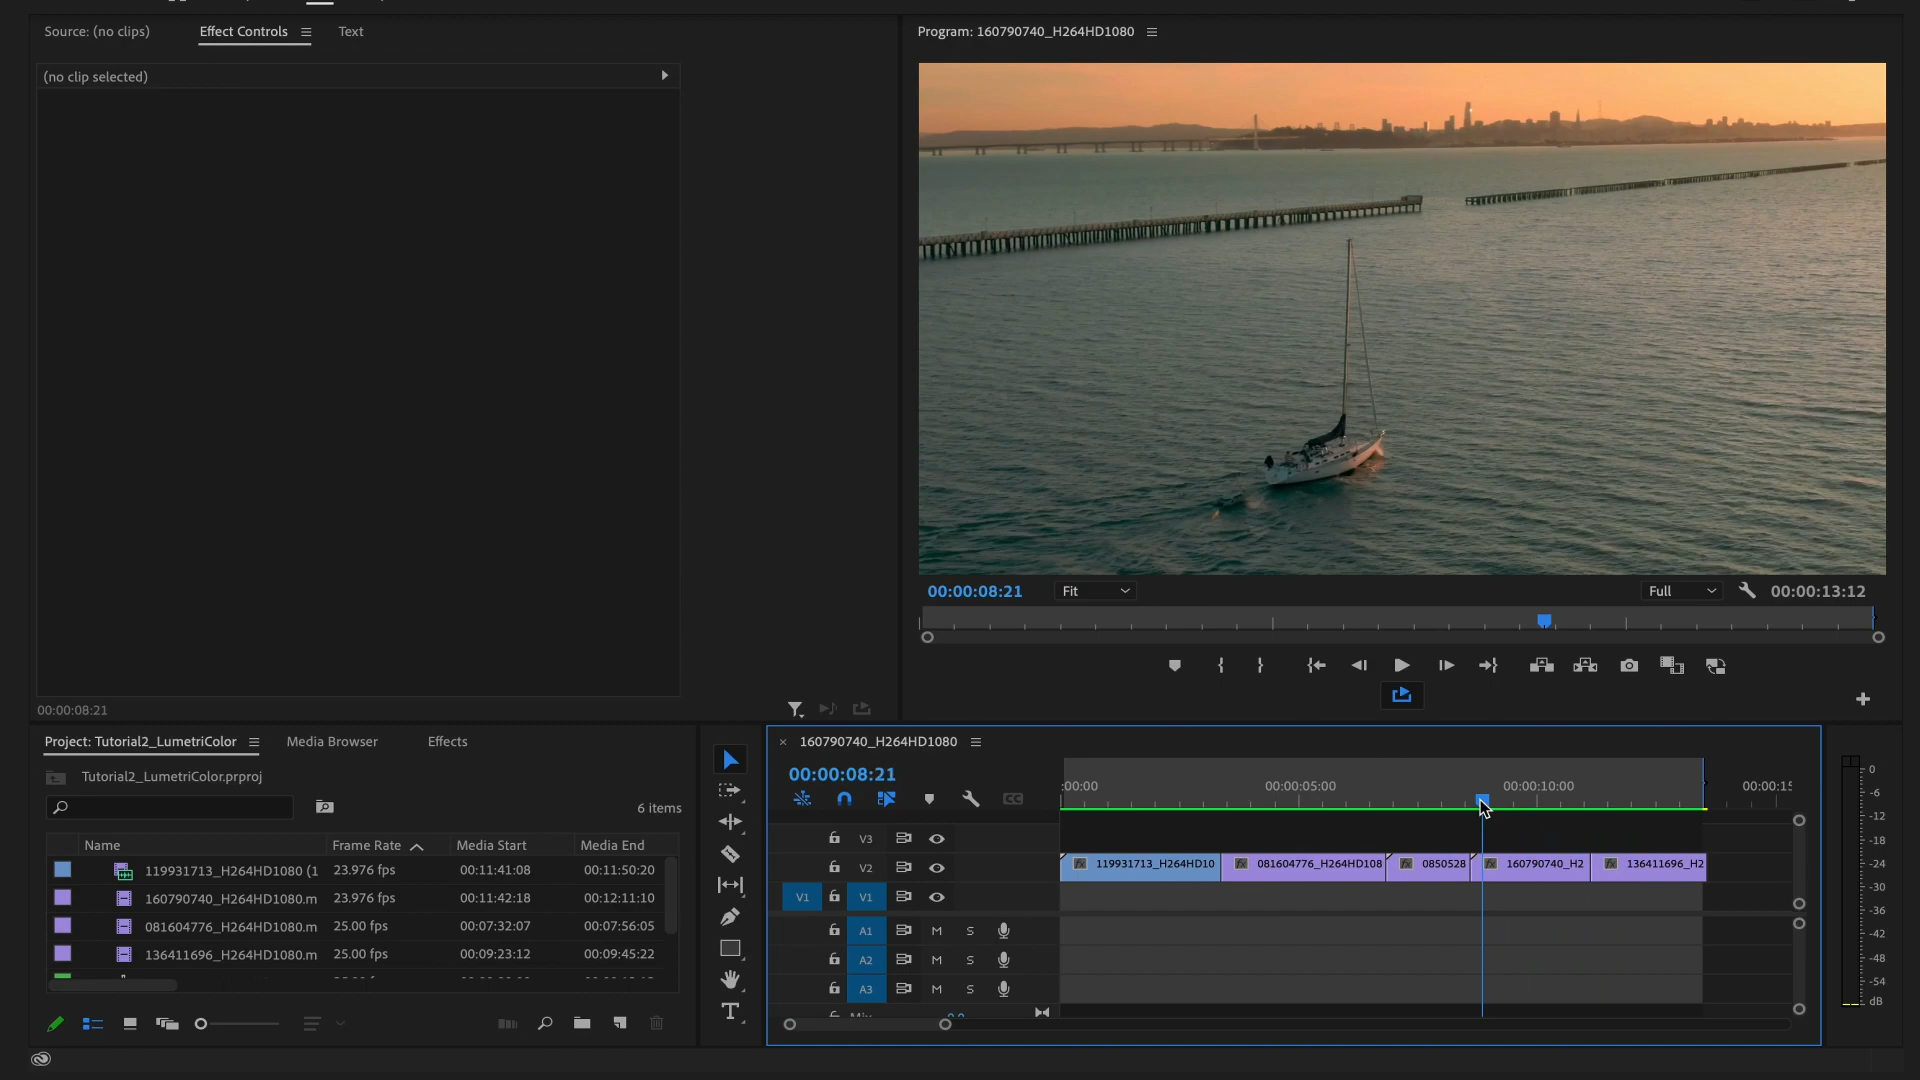 Source: (no clips)
Effect Controls
Text
(no clip selected)
00:00:08:21
Program: 160790740_H264HD1080
00:00:08:21
Fit
Full
00:00:13:12
Project: Tutorial2_LumetriColor
Media Browser
Effects
Tutorial2_LumetriColor.prproj
6 items
Name
Frame Rate
Media Start
Media End
119931713_H264HD1080 (1
23.976 fps
00:11:41:08
00:11:50:20
160790740_H264HD1080.m
23.976 fps
00:11:42:18
00:12:11:10
081604776_H264HD1080.m
25.00 fps
00:07:32:07
00:07:56:05
136411696_H264HD1080.m
25.00 fps
00:09:23:12
00:09:45:22
160790740_H264HD1080
00:00:08:21
:00:00
00:00:05:00
00:00:10:00
00:00:15
V3
V2
119931713_H264HD10
081604776_H264HD108
0850528
160790740_H2
136411696_H2
V1
V1
A1
M
S
A2
M
S
A3
M
S
0
-6
-12
-18
-24
-30
-36
-42
-48
-54
dB